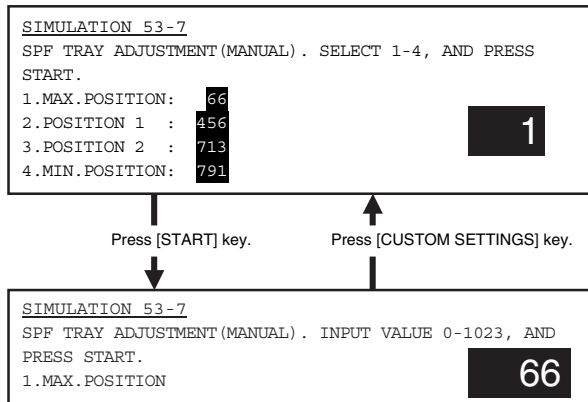 SIMULATION 53-7
SPF TRAY ADJUSTMENT(MANUAL). SELECT 1-4, AND PRESS
START.
1.MAX.POSITION: 66
2.POSITION 1 : 456
3.POSITION 2 : 713
4.MIN.POSITION: 791
1
Press [START] key.
Press [CUSTOM SETTINGS] key.
SIMULATION 53-7
SPF TRAY ADJUSTMENT(MANUAL). INPUT VALUE 0-1023, AND
PRESS START.
1.MAX.POSITION
66